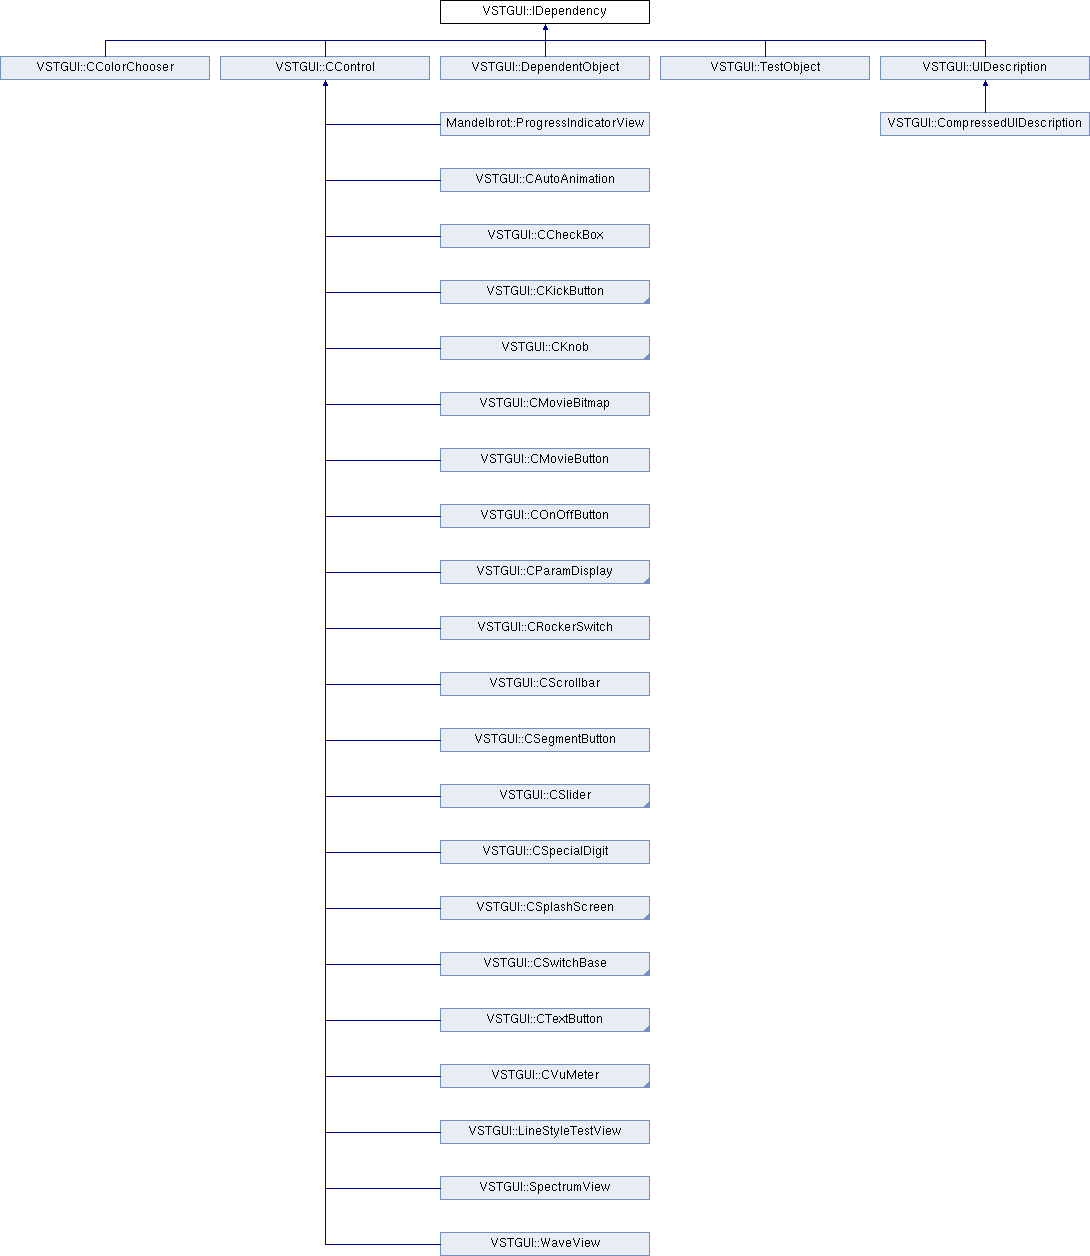 VSTGUI::IDependency
VSTGUI::CColorChooser
VSTGUI::CControl
VSTGUI::DependentObject
VSTGUI::TestObject
VSTGUI::UIDescription
Mandelbrot::ProgressIndicatorView
VSTGUI::CompressedUIDescription
VSTGUI::CAutoAnimation
VSTGUI::CCheckBox
VSTGUI::CKickButton
VSTGUI::CKnob
VSTGUI::CMovieBitmap
VSTGUI::CMovieButton
VSTGUI::COnOffButton
VSTGUI::CParamDisplay
VSTGUI::CRockerSwitch
VSTGUI::CScrollbar
VSTGUI::CSegmentButton
VSTGUI::CSlider
VSTGUI::CSpecialDigit
VSTGUI::CSplashScreen
VSTGUI::CSwitchBase
VSTGUI::CTextButton
VSTGUI::CVuMeter
VSTGUI::LineStyleTestView
VSTGUI::SpectrumView
VSTGUI::WaveView